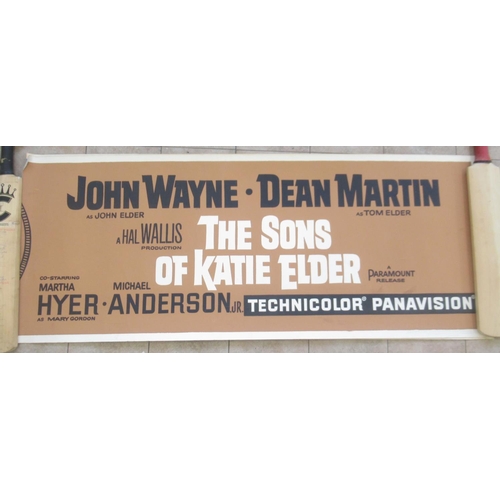 JOHN WAYNE · DEAN MARTIN
AS JOHN ELDER
AS TOM ELDER
A HAL WALLIS
PRODUCTION
THE SONS
OF KATIE ELDER
A
PARAMOUNT
RELEASE
CO-STARRING
MARTHA
HYER ·
AS MARY GORDON
MICHAEL
ANDERSON JR.
TECHNICOLOR® PANAVISION